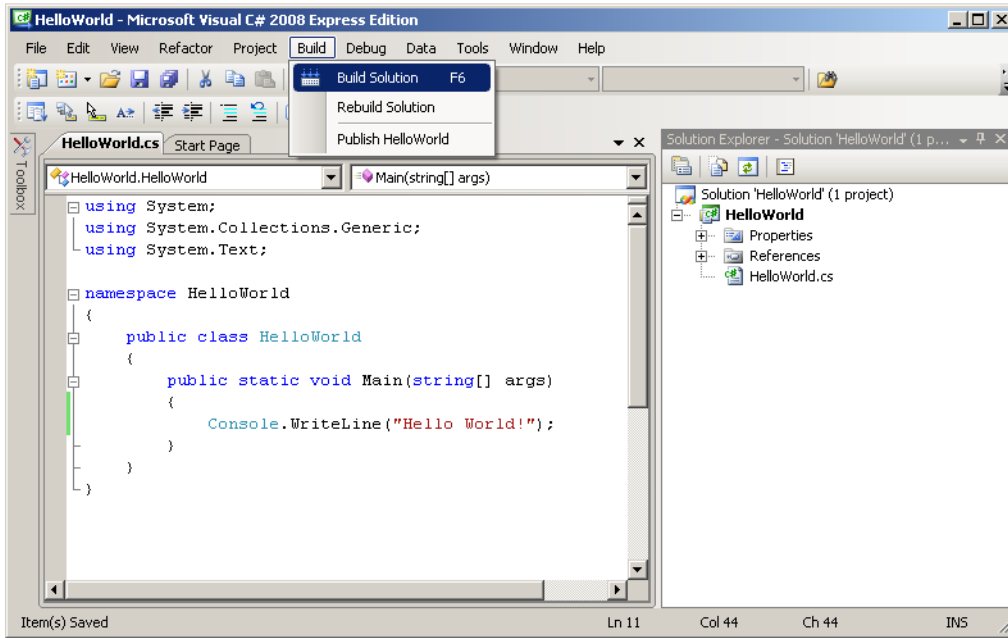 HelloWorld - Microsoft Visual C# 2008 Express Edition
File Edit View Refactor Project Build Debug Data Tools Window Help
Build Solution F6
Rebuild Solution
Publish HelloWorld
Toolbox
HelloWorld.cs Start Page
HelloWorld.HelloWorld Main(string[] args)
using System;
using System.Collections.Generic;
using System.Text;
namespace HelloWorld
{
public class HelloWorld
{
public static void Main(string[] args)
{
Console.WriteLine("Hello World!");
}
}
}
Solution Explorer - Solution 'HelloWorld' (1 p...
Solution 'HelloWorld' (1 project)
HelloWorld
Properties
References
HelloWorld.cs
Item(s) Saved Ln 11 Col 44 Ch 44 INS